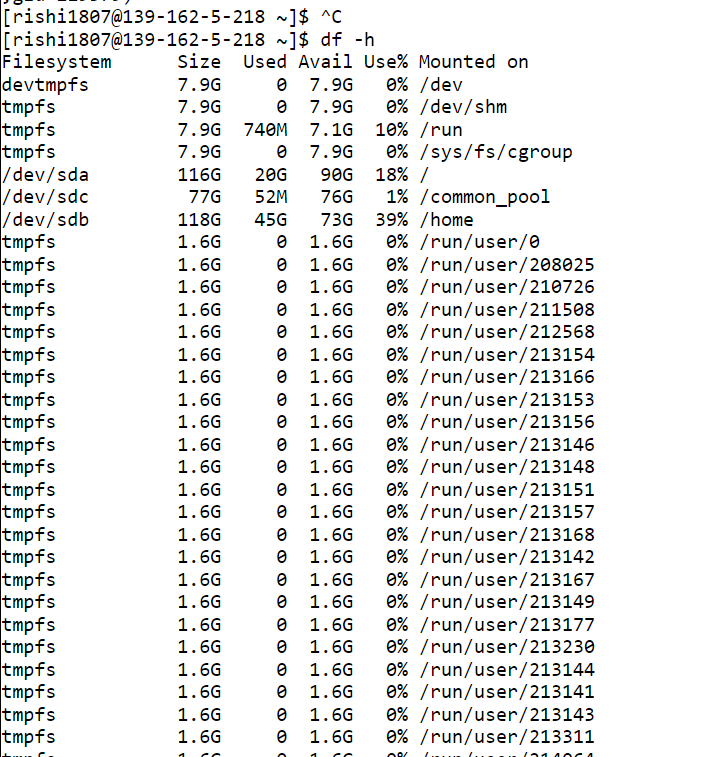 [rishi1807@139-162-5-218 ~]$ ^C
[rishi1807@139-162-5-218 ~]$ df -h
Filesystem      Size  Used Avail Use% Mounted on
devtmpfs        7.9G     0  7.9G   0% /dev
tmpfs           7.9G     0  7.9G   0% /dev/shm
tmpfs           7.9G  740M  7.1G  10% /run
tmpfs           7.9G     0  7.9G   0% /sys/fs/cgroup
/dev/sda        116G   20G   90G  18% /
/dev/sdc         77G   52M   76G   1% /common_pool
/dev/sdb        118G   45G   73G  39% /home
tmpfs           1.6G     0  1.6G   0% /run/user/0
tmpfs           1.6G     0  1.6G   0% /run/user/208025
tmpfs           1.6G     0  1.6G   0% /run/user/210726
tmpfs           1.6G     0  1.6G   0% /run/user/211508
tmpfs           1.6G     0  1.6G   0% /run/user/212568
tmpfs           1.6G     0  1.6G   0% /run/user/213154
tmpfs           1.6G     0  1.6G   0% /run/user/213166
tmpfs           1.6G     0  1.6G   0% /run/user/213153
tmpfs           1.6G     0  1.6G   0% /run/user/213156
tmpfs           1.6G     0  1.6G   0% /run/user/213146
tmpfs           1.6G     0  1.6G   0% /run/user/213148
tmpfs           1.6G     0  1.6G   0% /run/user/213151
tmpfs           1.6G     0  1.6G   0% /run/user/213157
tmpfs           1.6G     0  1.6G   0% /run/user/213168
tmpfs           1.6G     0  1.6G   0% /run/user/213142
tmpfs           1.6G     0  1.6G   0% /run/user/213167
tmpfs           1.6G     0  1.6G   0% /run/user/213149
tmpfs           1.6G     0  1.6G   0% /run/user/213177
tmpfs           1.6G     0  1.6G   0% /run/user/213230
tmpfs           1.6G     0  1.6G   0% /run/user/213144
tmpfs           1.6G     0  1.6G   0% /run/user/213141
tmpfs           1.6G     0  1.6G   0% /run/user/213143
tmpfs           1.6G     0  1.6G   0% /run/user/213311
tmpfs           1.6G     0  1.6G   0%